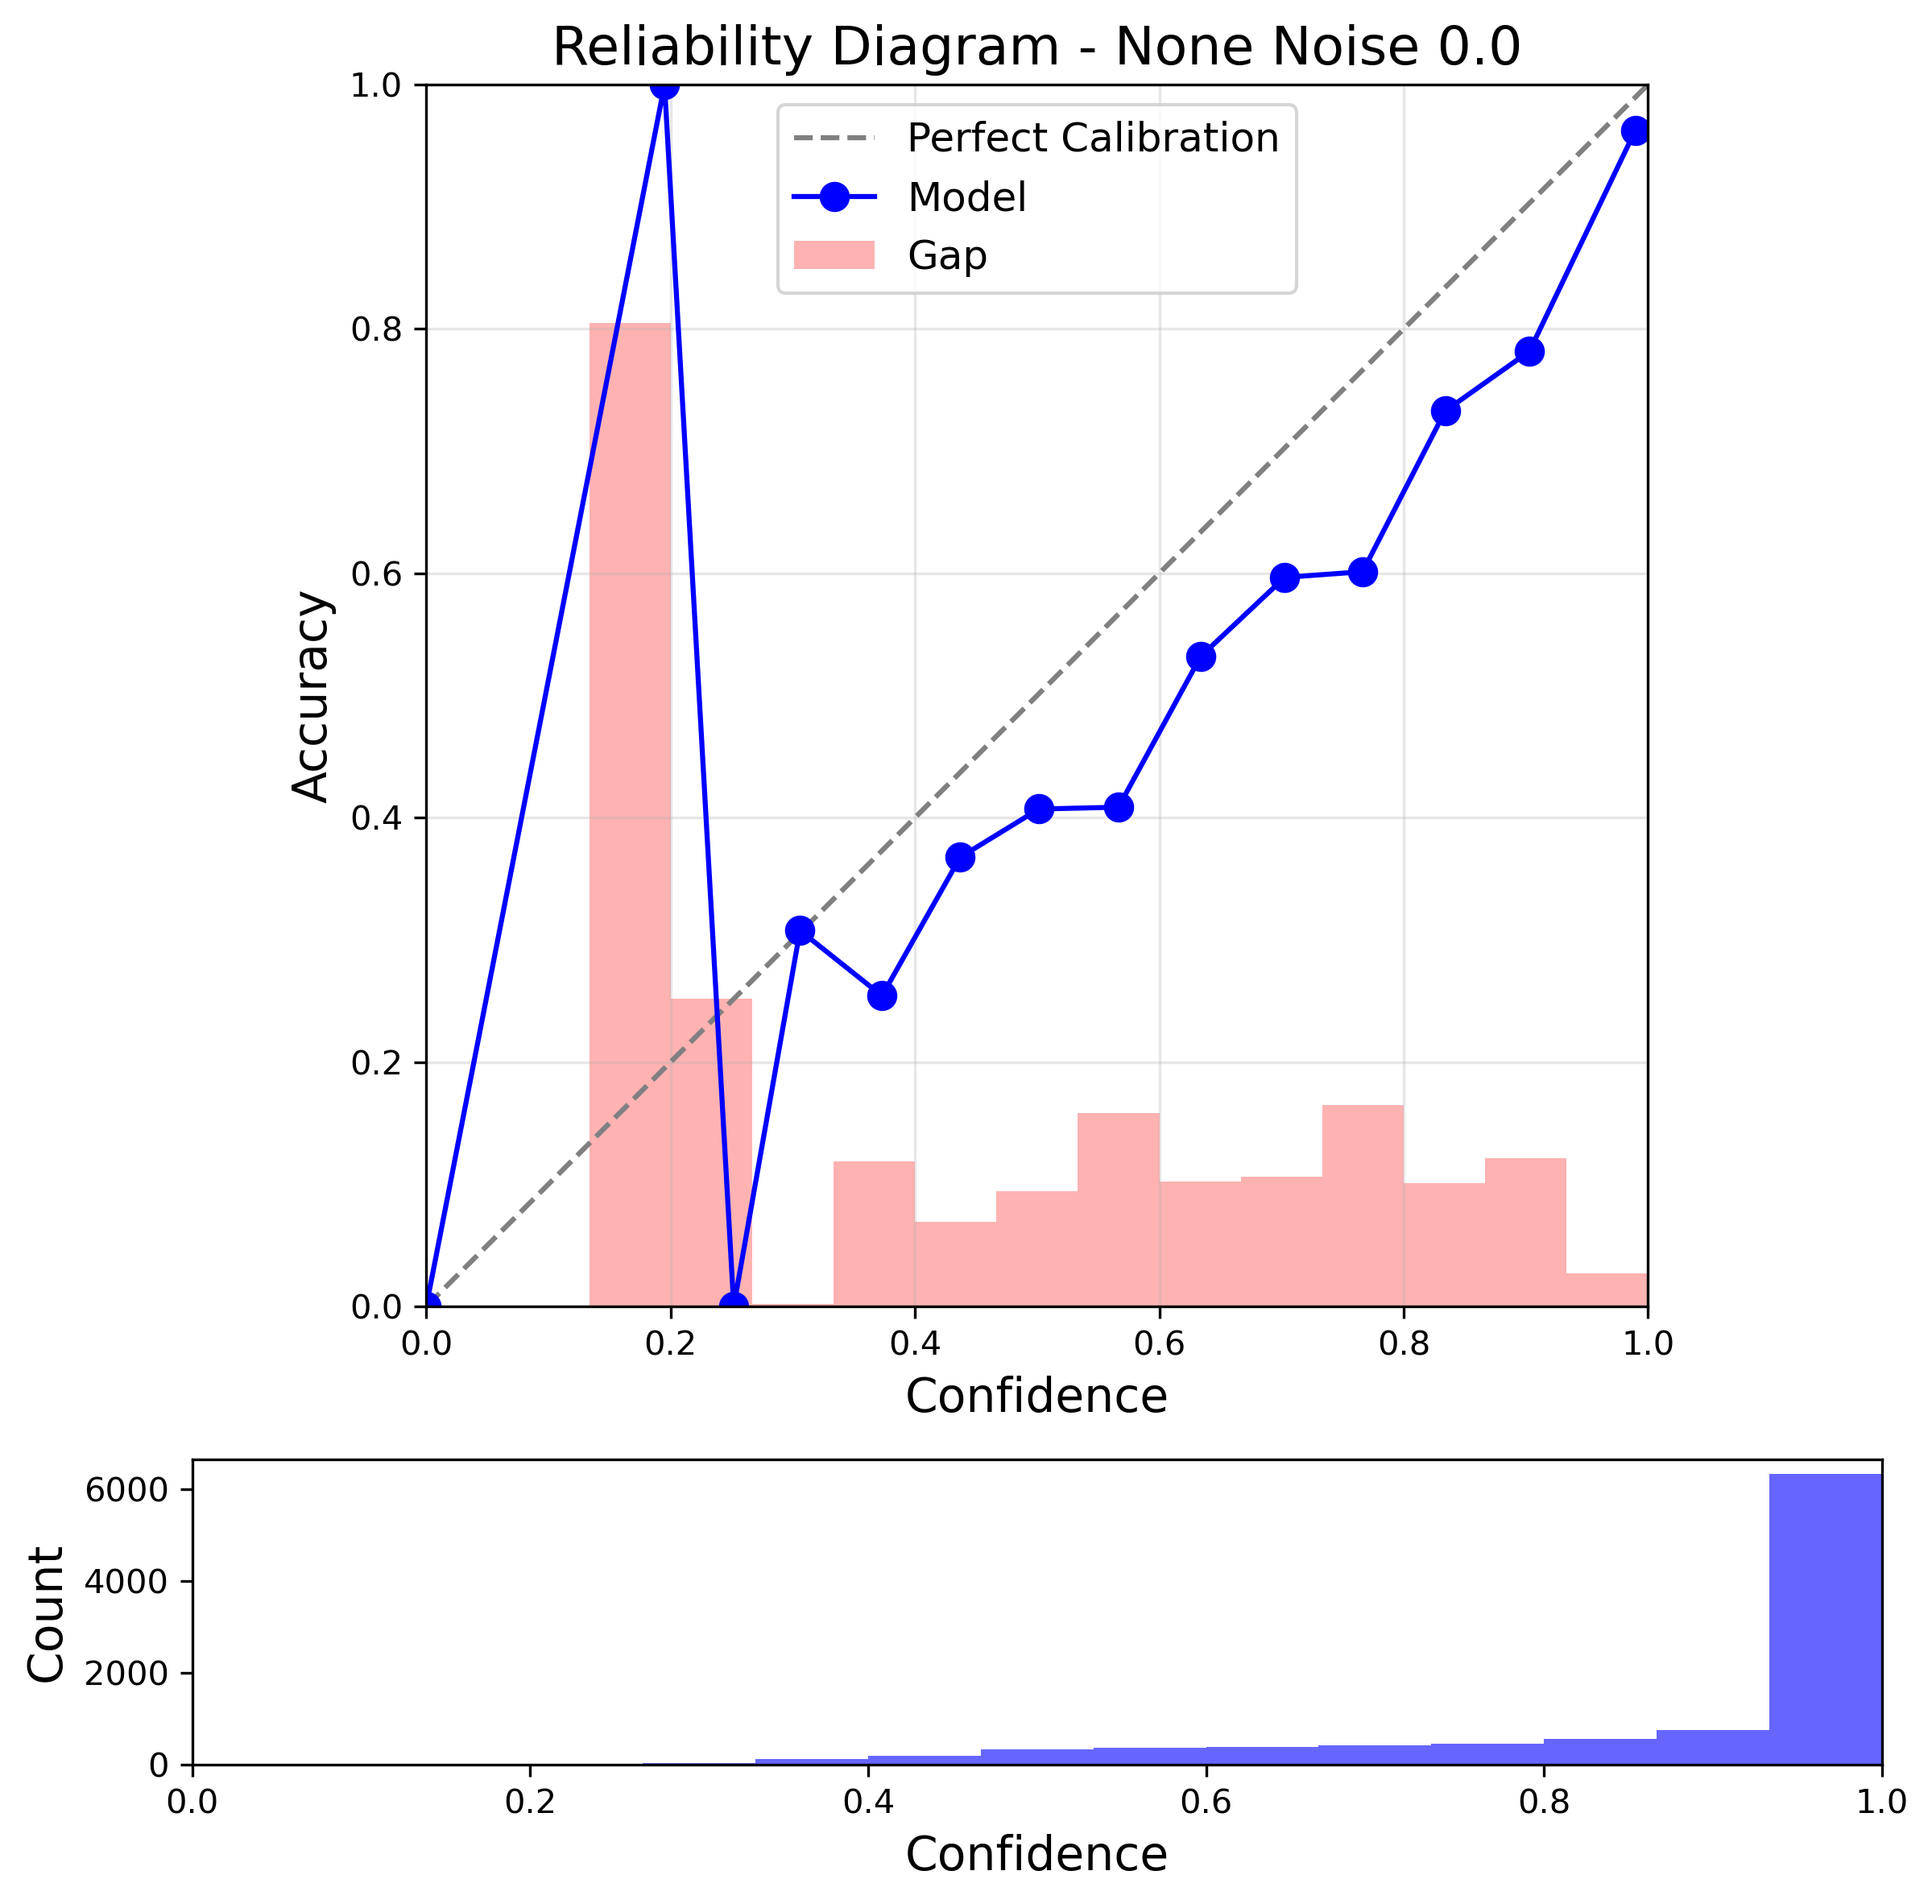 Reliability Diagram - None Noise 0.0
1.0
0.8
0.6
0.4
0.2
0.0
Accuracy
Perfect Calibration
Model
Gap
0.0 0.2 0.4 0.6 0.8 1.0
Confidence
6000
4000
2000
0
Count
0.0 0.2 0.4 0.6 0.8 1.0
Confidence